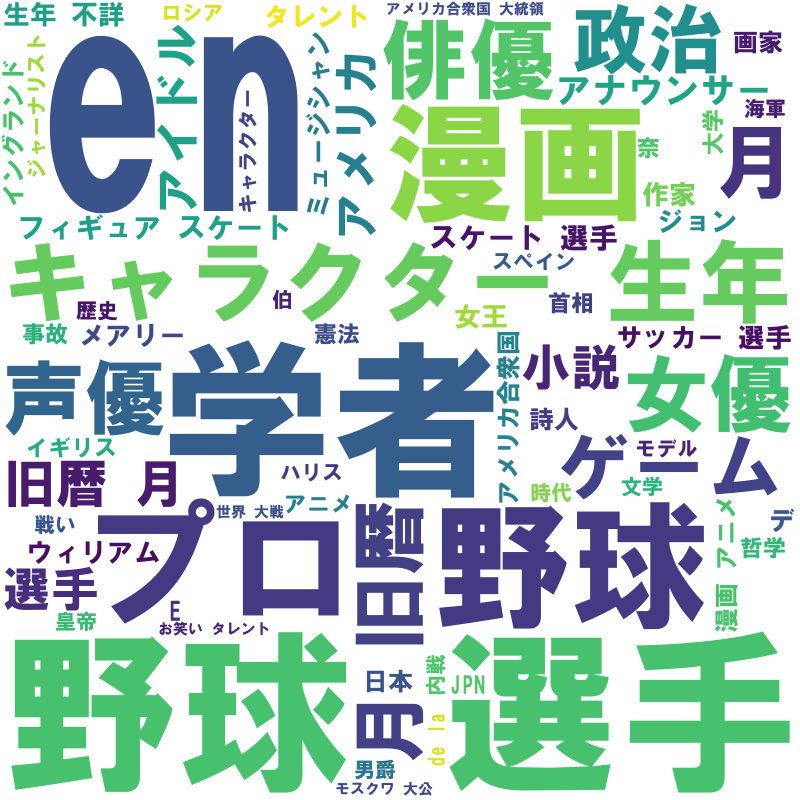 生年 不詳
ロシア
タレント
アメリカ合衆国 大統領
en
アイドル
キャラクター
ミュージシャン
アメリカ
俳優
政治
画家
イングランド
ジャーナリスト
アナウンサー
海軍
漫画
大学
月
奈
作家
ジョン
フィギュア スケート
スケート 選手
キャラクター
スペイン
生年
伯
首相
歴史
女王
事故
メアリー
憲法
サッカー 選手
声優
学者
アメリカ合衆国
小説
女優
詩人
イギリス
ゲーム
モデル
旧暦 月
ハリス
時代
文学
アニメ
世界 大戦
戦い
プロ
旧暦
野球
漫画 アニメ
デ
哲学
ウィリアム
選手
E
皇帝
お笑い タレント
野球
選手
日本
内戦
JPN
月
de la
男爵
モスクワ 大公